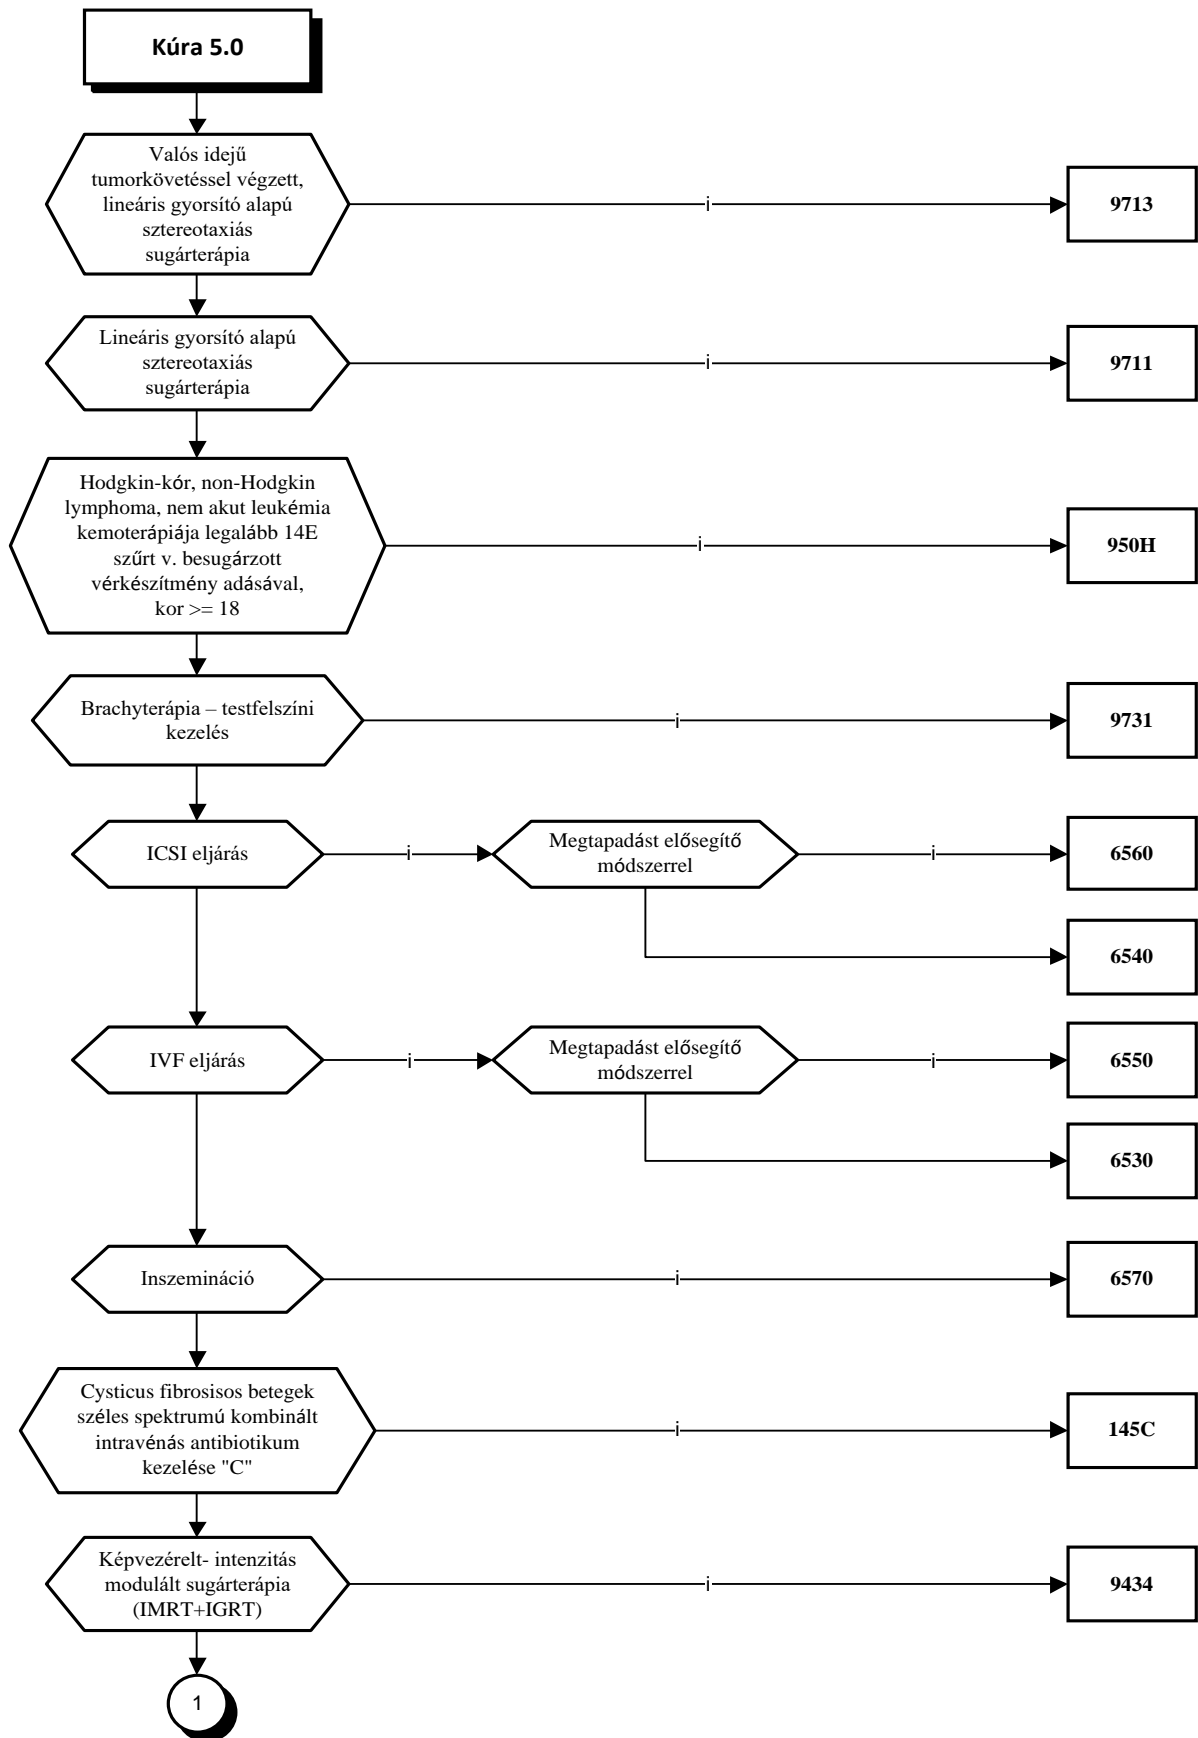 Kúra 5.0
Valós idejű
tumorkövetéssel végzett,
lineáris gyorsító alapú
sztereotaxiás
sugárterápia
i
9713
Lineáris gyorsító alapú
sztereotaxiás
sugárterápia
i
9711
Hodgkin-kór, non-Hodgkin
lymphoma, nem akut leukémia
kemoterápiája legalább 14E
szűrt v. besugárzott
vérkészítmény adásával,
kor >= 18
i
950H
Brachyterápia – testfelszíni
kezelés
i
9731
ICSI eljárás
i
Megtapadást elősegítő
módszerrel
i
6560
6540
IVF eljárás
i
Megtapadást elősegítő
módszerrel
i
6550
6530
Inszemináció
i
6570
Cysticus fibrosisos betegek
széles spektrumú kombinált
intravénás antibiotikum
kezelése "C"
i
145C
Képvezérelt- intenzitás
modulált sugárterápia
(IMRT+IGRT)
i
9434
1